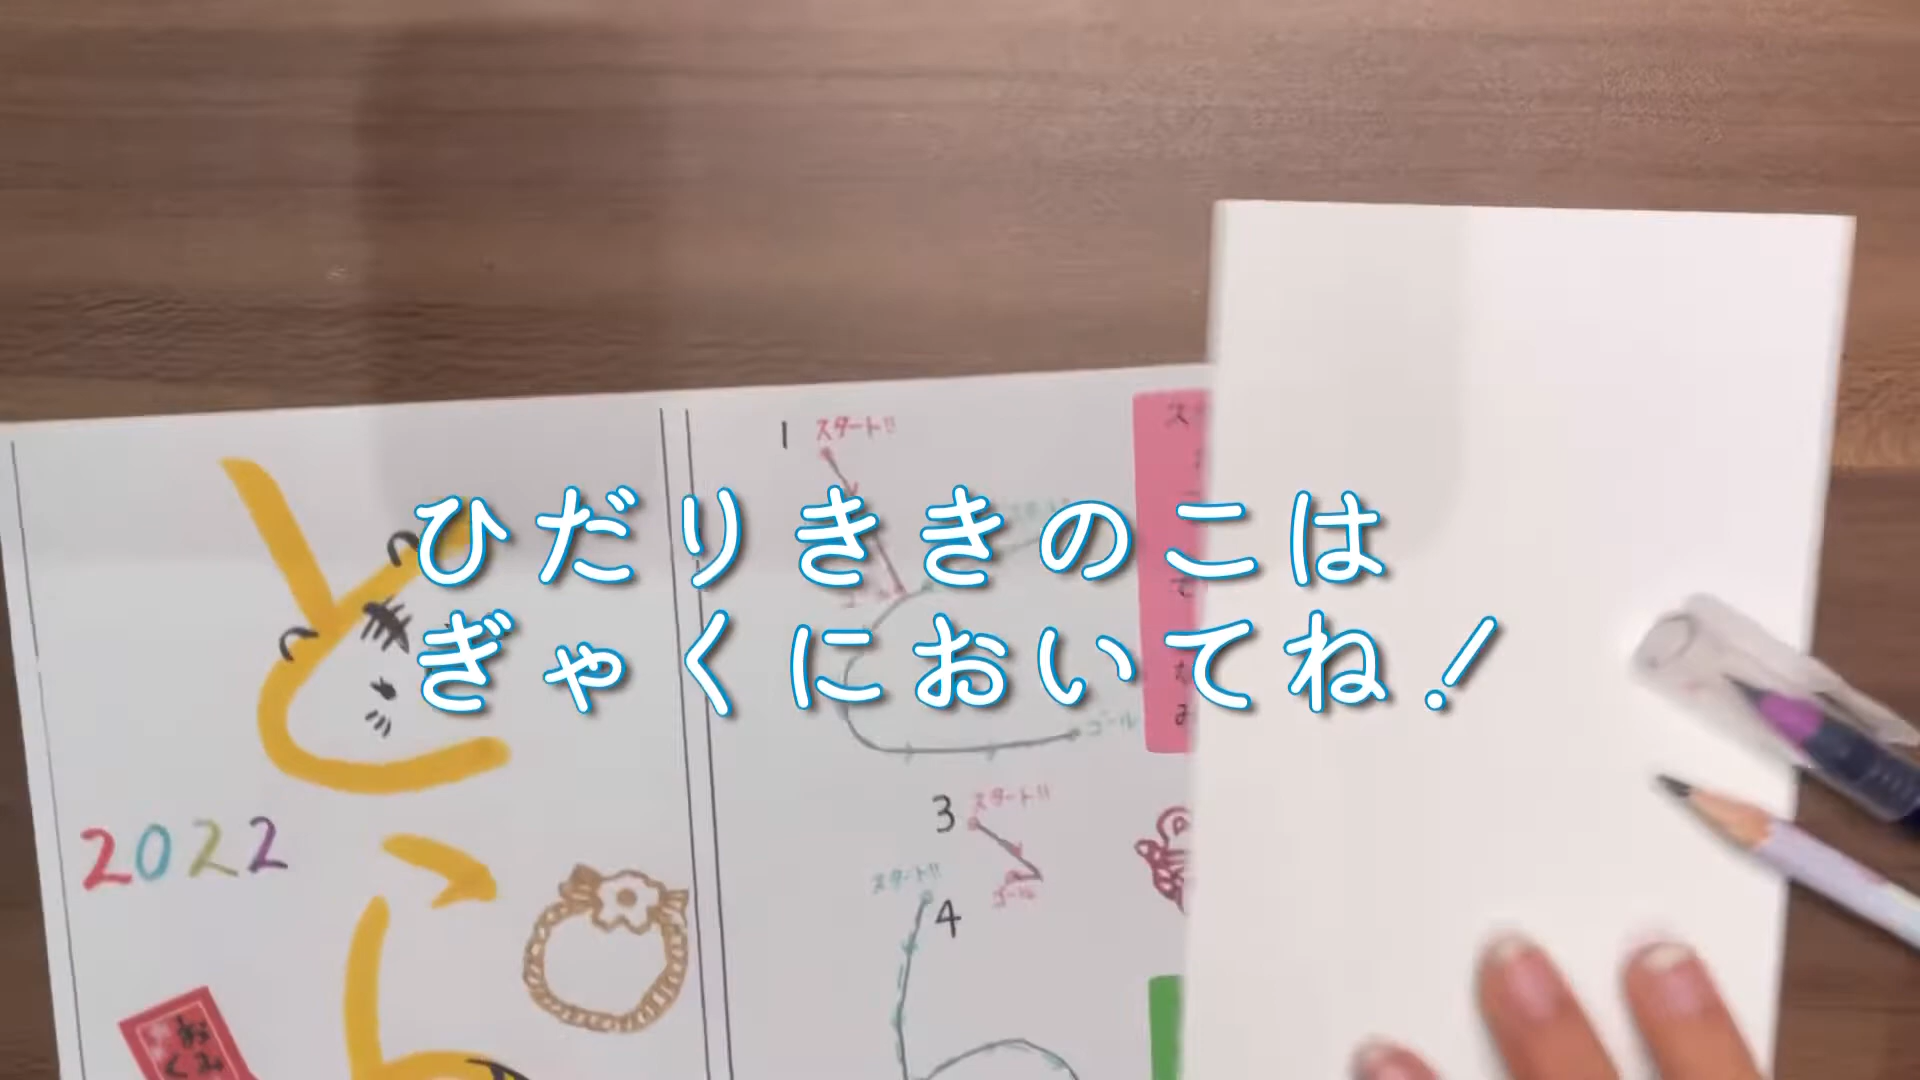 ひだりききのこは
ぎゃくにおいてね！
1 スタート!!
ゴール
3 スタート!!
ゴール
スタート!!
4
2022